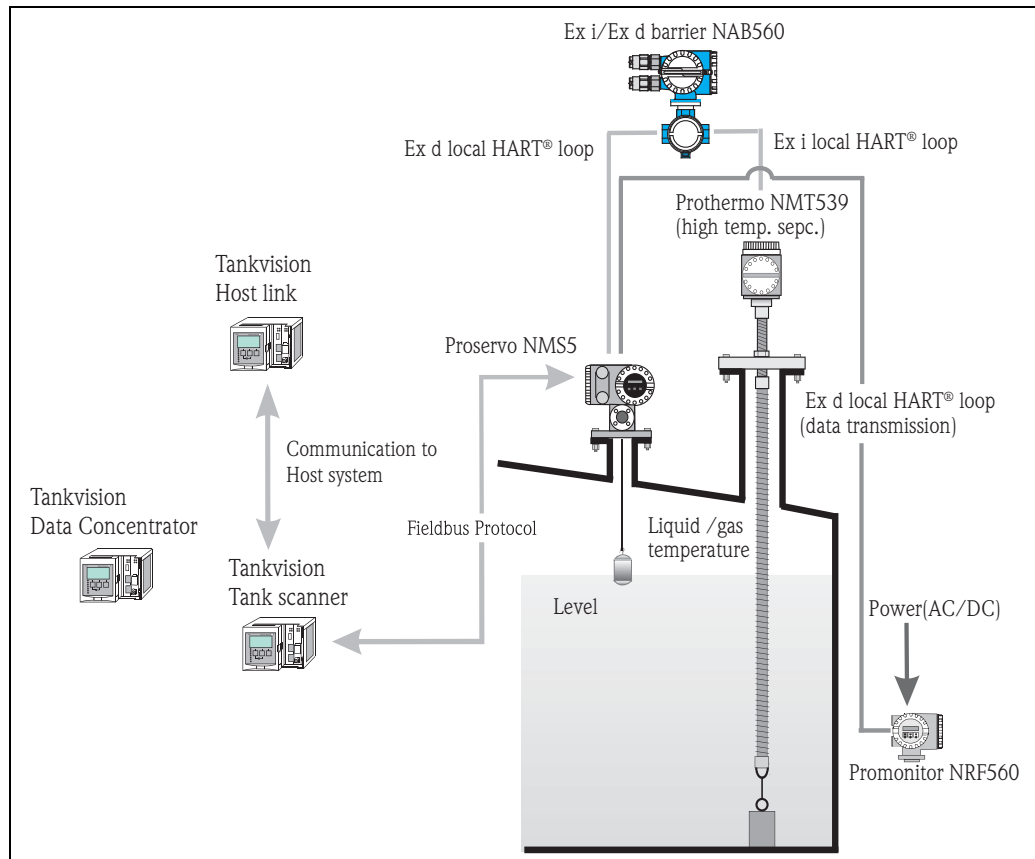 Ex i/Ex d barrier NAB560
Ex d local HART® loop
Ex i local HART® loop
Prothermo NMT539
(high temp. sepc.)
Tankvision
Host link
Proservo NMS5
Ex d local HART® loop
(data transmission)
Communication to
Host system
Tankvision
Data Concentrator
Fieldbus Protocol
Liquid /gas
temperature
Tankvision
Tank scanner
Level
Power(AC/DC)
Promonitor NRF560